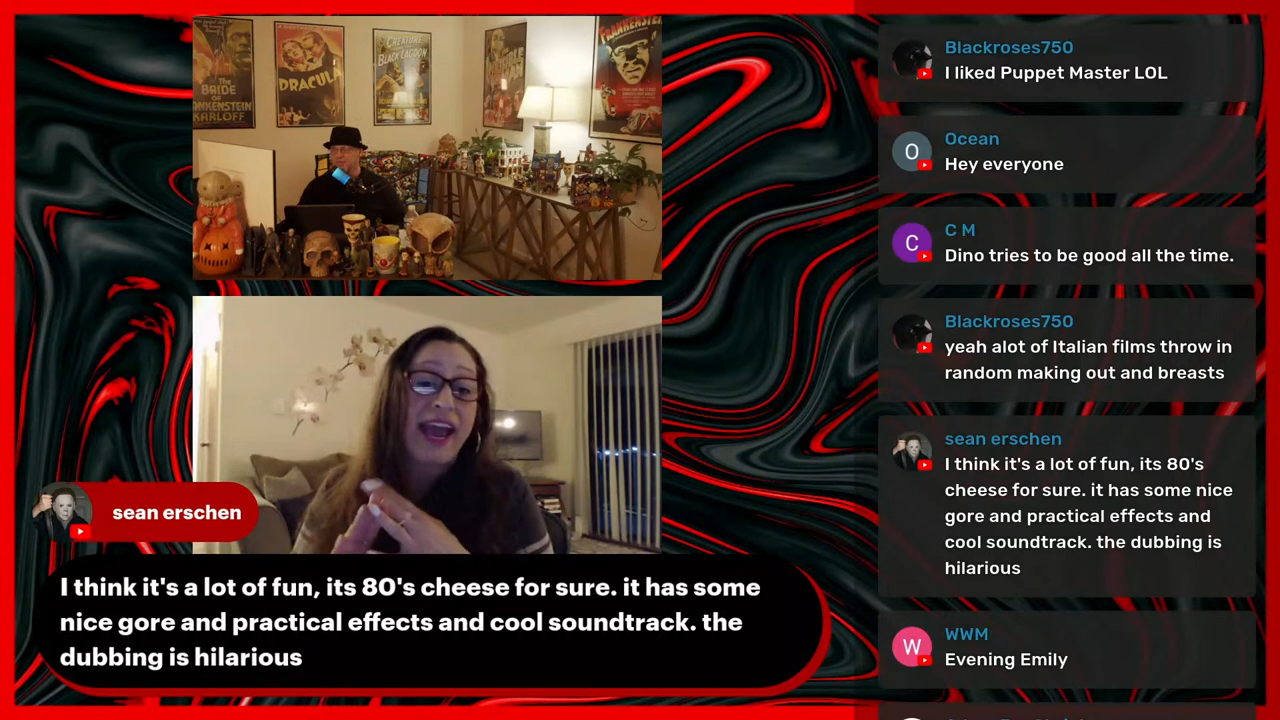 THE
BRIDE
OF
KARLOFF
DRACULA
CREATURE
BLACK LAGOON
FRANKENSTEIN
sean erschen
I think it's a lot of fun, its 80's cheese for sure. it has some
nice gore and practical effects and cool soundtrack. the
dubbing is hilarious
Blackroses750
I liked Puppet Master LOL
O
Ocean
Hey everyone
C
C M
Dino tries to be good all the time.
Blackroses750
yeah alot of Italian films throw in
random making out and breasts
sean erschen
I think it's a lot of fun, its 80's
cheese for sure. it has some nice
gore and practical effects and
cool soundtrack. the dubbing is
hilarious
W
WWM
Evening Emily